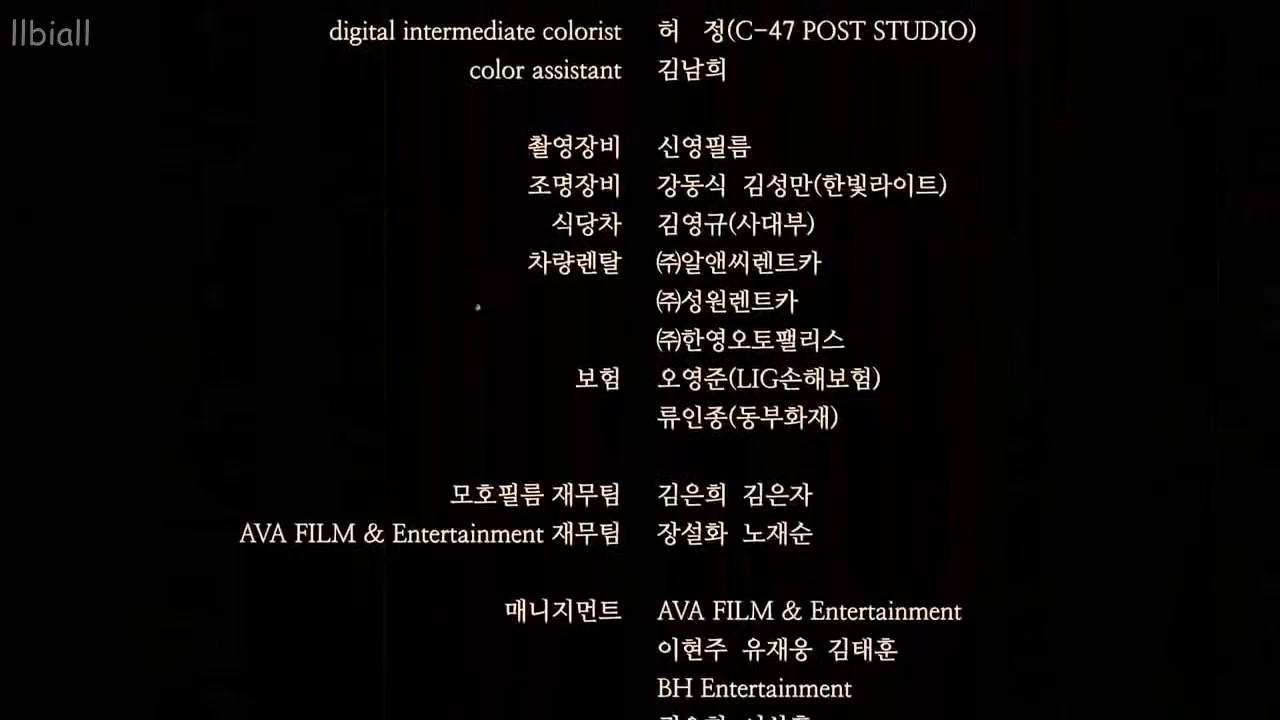 llbiall
digital intermediate colorist 허 정(C-47 POST STUDIO)
color assistant 김남희
촬영장비 신영필름
조명장비 강동식 김성만(한빛라이트)
식당차 김영규(사대부)
차량렌탈 ㈜알앤씨렌트카
㈜성원렌트카
㈜한영오토팰리스
보험 오영준(LIG손해보험)
류인종(동부화재)
모호필름 재무팀 김은희 김은자
AVA FILM & Entertainment 재무팀 장설화 노재순
매니지먼트 AVA FILM & Entertainment
이현주 유재웅 김태훈
BH Entertainment